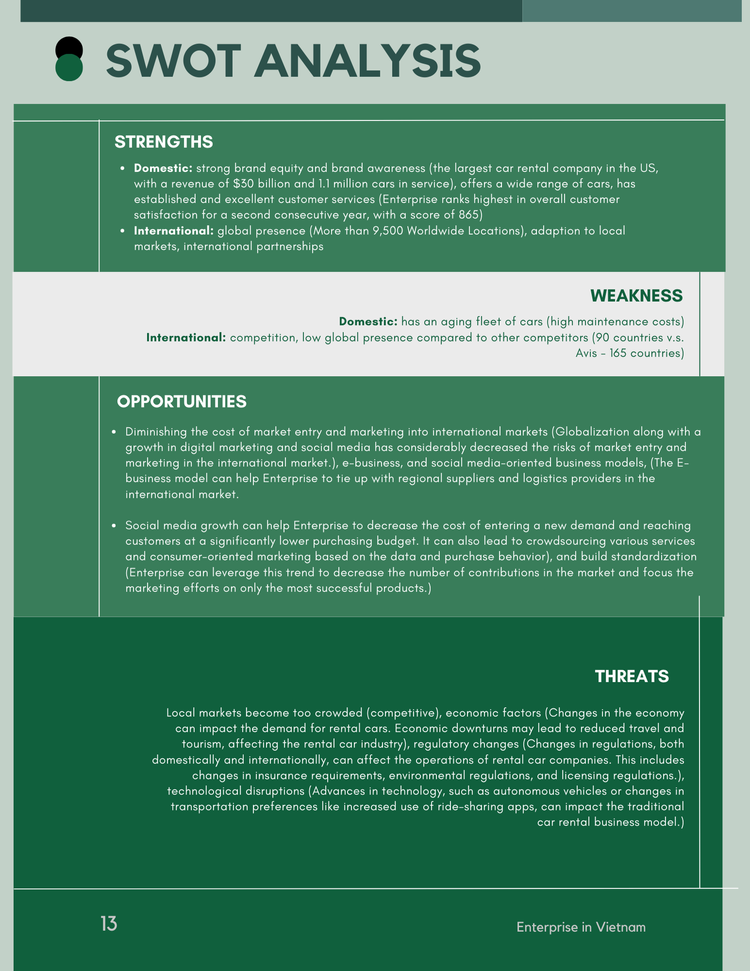 SWOT ANALYSIS
STRENGTHS
• Domestic: strong brand equity and brand awareness (the largest car rental company in the US,
with a revenue of $30 billion and 1.1 million cars in service), offers a wide range of cars, has
established and excellent customer services (Enterprise ranks highest in overall customer
satisfaction for a second consecutive year, with a score of 865)
• International: global presence (More than 9,500 Worldwide Locations), adaption to local
markets, international partnerships
WEAKNESS
Domestic: has an aging fleet of cars (high maintenance costs)
International: competition, low global presence compared to other competitors (90 countries v.s.
Avis - 165 countries)
OPPORTUNITIES
• Diminishing the cost of market entry and marketing into international markets (Globalization along with a
growth in digital marketing and social media has considerably decreased the risks of market entry and
marketing in the international market.), e-business, and social media-oriented business models, (The E-
business model can help Enterprise to tie up with regional suppliers and logistics providers in the
international market.
• Social media growth can help Enterprise to decrease the cost of entering a new demand and reaching
customers at a significantly lower purchasing budget. It can also lead to crowdsourcing various services
and consumer-oriented marketing based on the data and purchase behavior), and build standardization
(Enterprise can leverage this trend to decrease the number of contributions in the market and focus the
marketing efforts on only the most successful products.)
THREATS
Local markets become too crowded (competitive), economic factors (Changes in the economy
can impact the demand for rental cars. Economic downturns may lead to reduced travel and
tourism, affecting the rental car industry), regulatory changes (Changes in regulations, both
domestically and internationally, can affect the operations of rental car companies. This includes
changes in insurance requirements, environmental regulations, and licensing regulations.),
technological disruptions (Advances in technology, such as autonomous vehicles or changes in
transportation preferences like increased use of ride-sharing apps, can impact the traditional
car rental business model.)
13
Enterprise in Vietnam